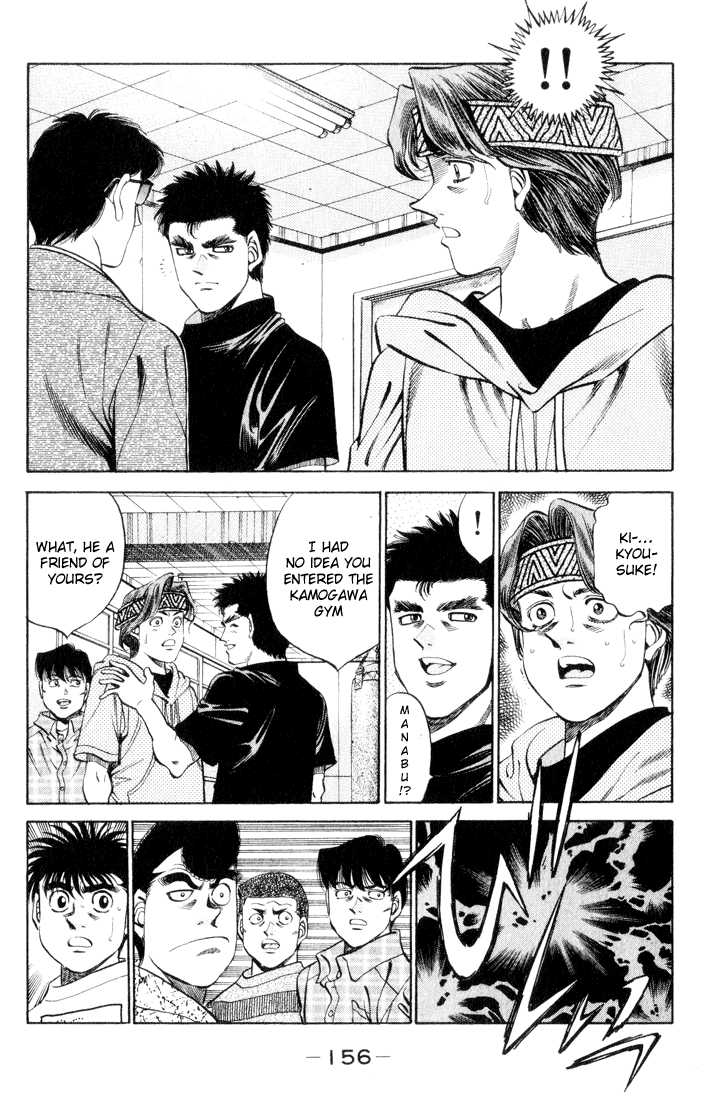 !!
KI-...
KYOU-
SUKE!
!
MANABU!?
I HAD
NO IDEA YOU
ENTERED THE
KAMOGAWA
GYM
WHAT, HE A
FRIEND OF
YOURS?
-156-